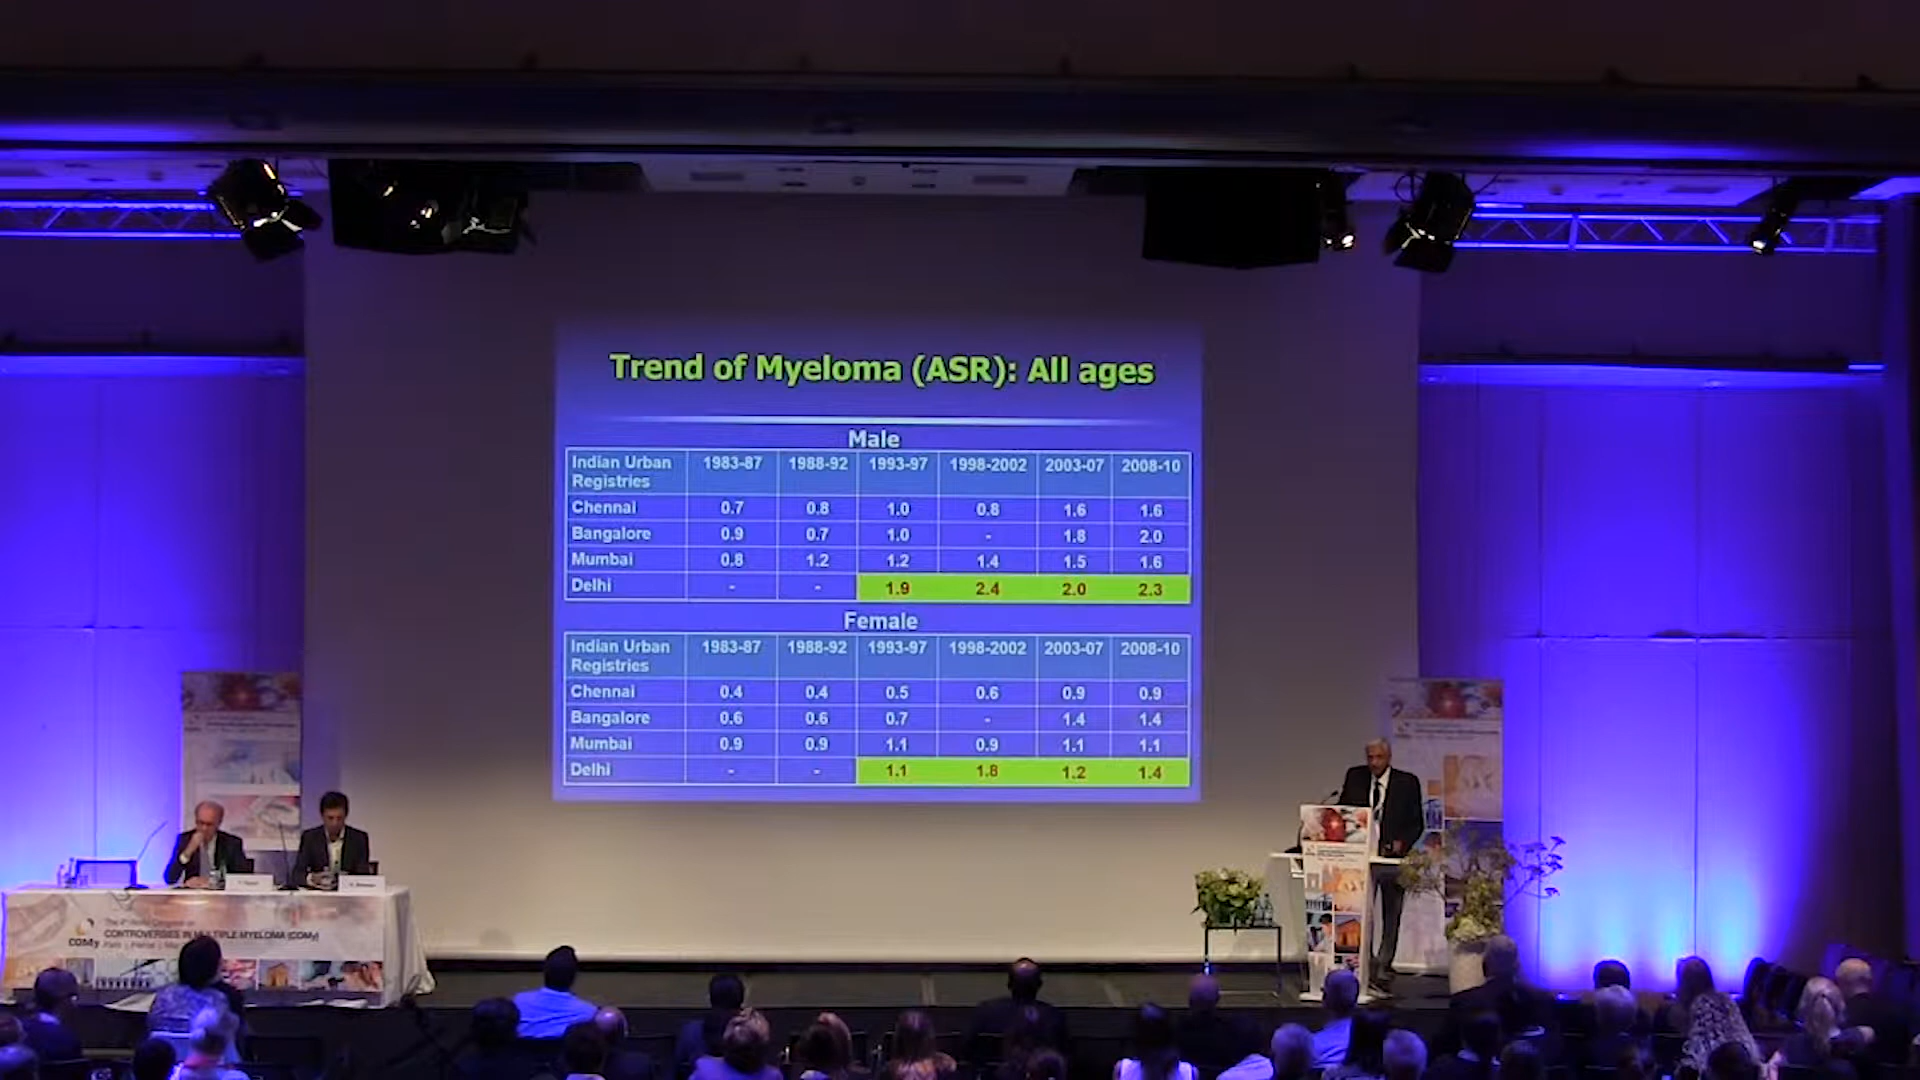 Trend of Myeloma (ASR): All ages
Male
Indian Urban Registries 1983-87 1988-92 1993-97 1998-2002 2003-07 2008-10
Chennai 0.7 0.8 1.0 0.8 1.6 1.6
Bangalore 0.9 0.7 1.0 - 1.8 2.0
Mumbai 0.8 1.2 1.2 1.4 1.5 1.6
Delhi - - 1.9 2.4 2.0 2.3
Female
Indian Urban Registries 1983-87 1988-92 1993-97 1998-2002 2003-07 2008-10
Chennai 0.4 0.4 0.5 0.6 0.9 0.9
Bangalore 0.6 0.6 0.7 - 1.4 1.4
Mumbai 0.9 0.9 1.1 0.9 1.1 1.1
Delhi - - 1.1 1.8 1.2 1.4
CONTROVERSIES IN MULTIPLE MYELOMA (COMy)
COMy